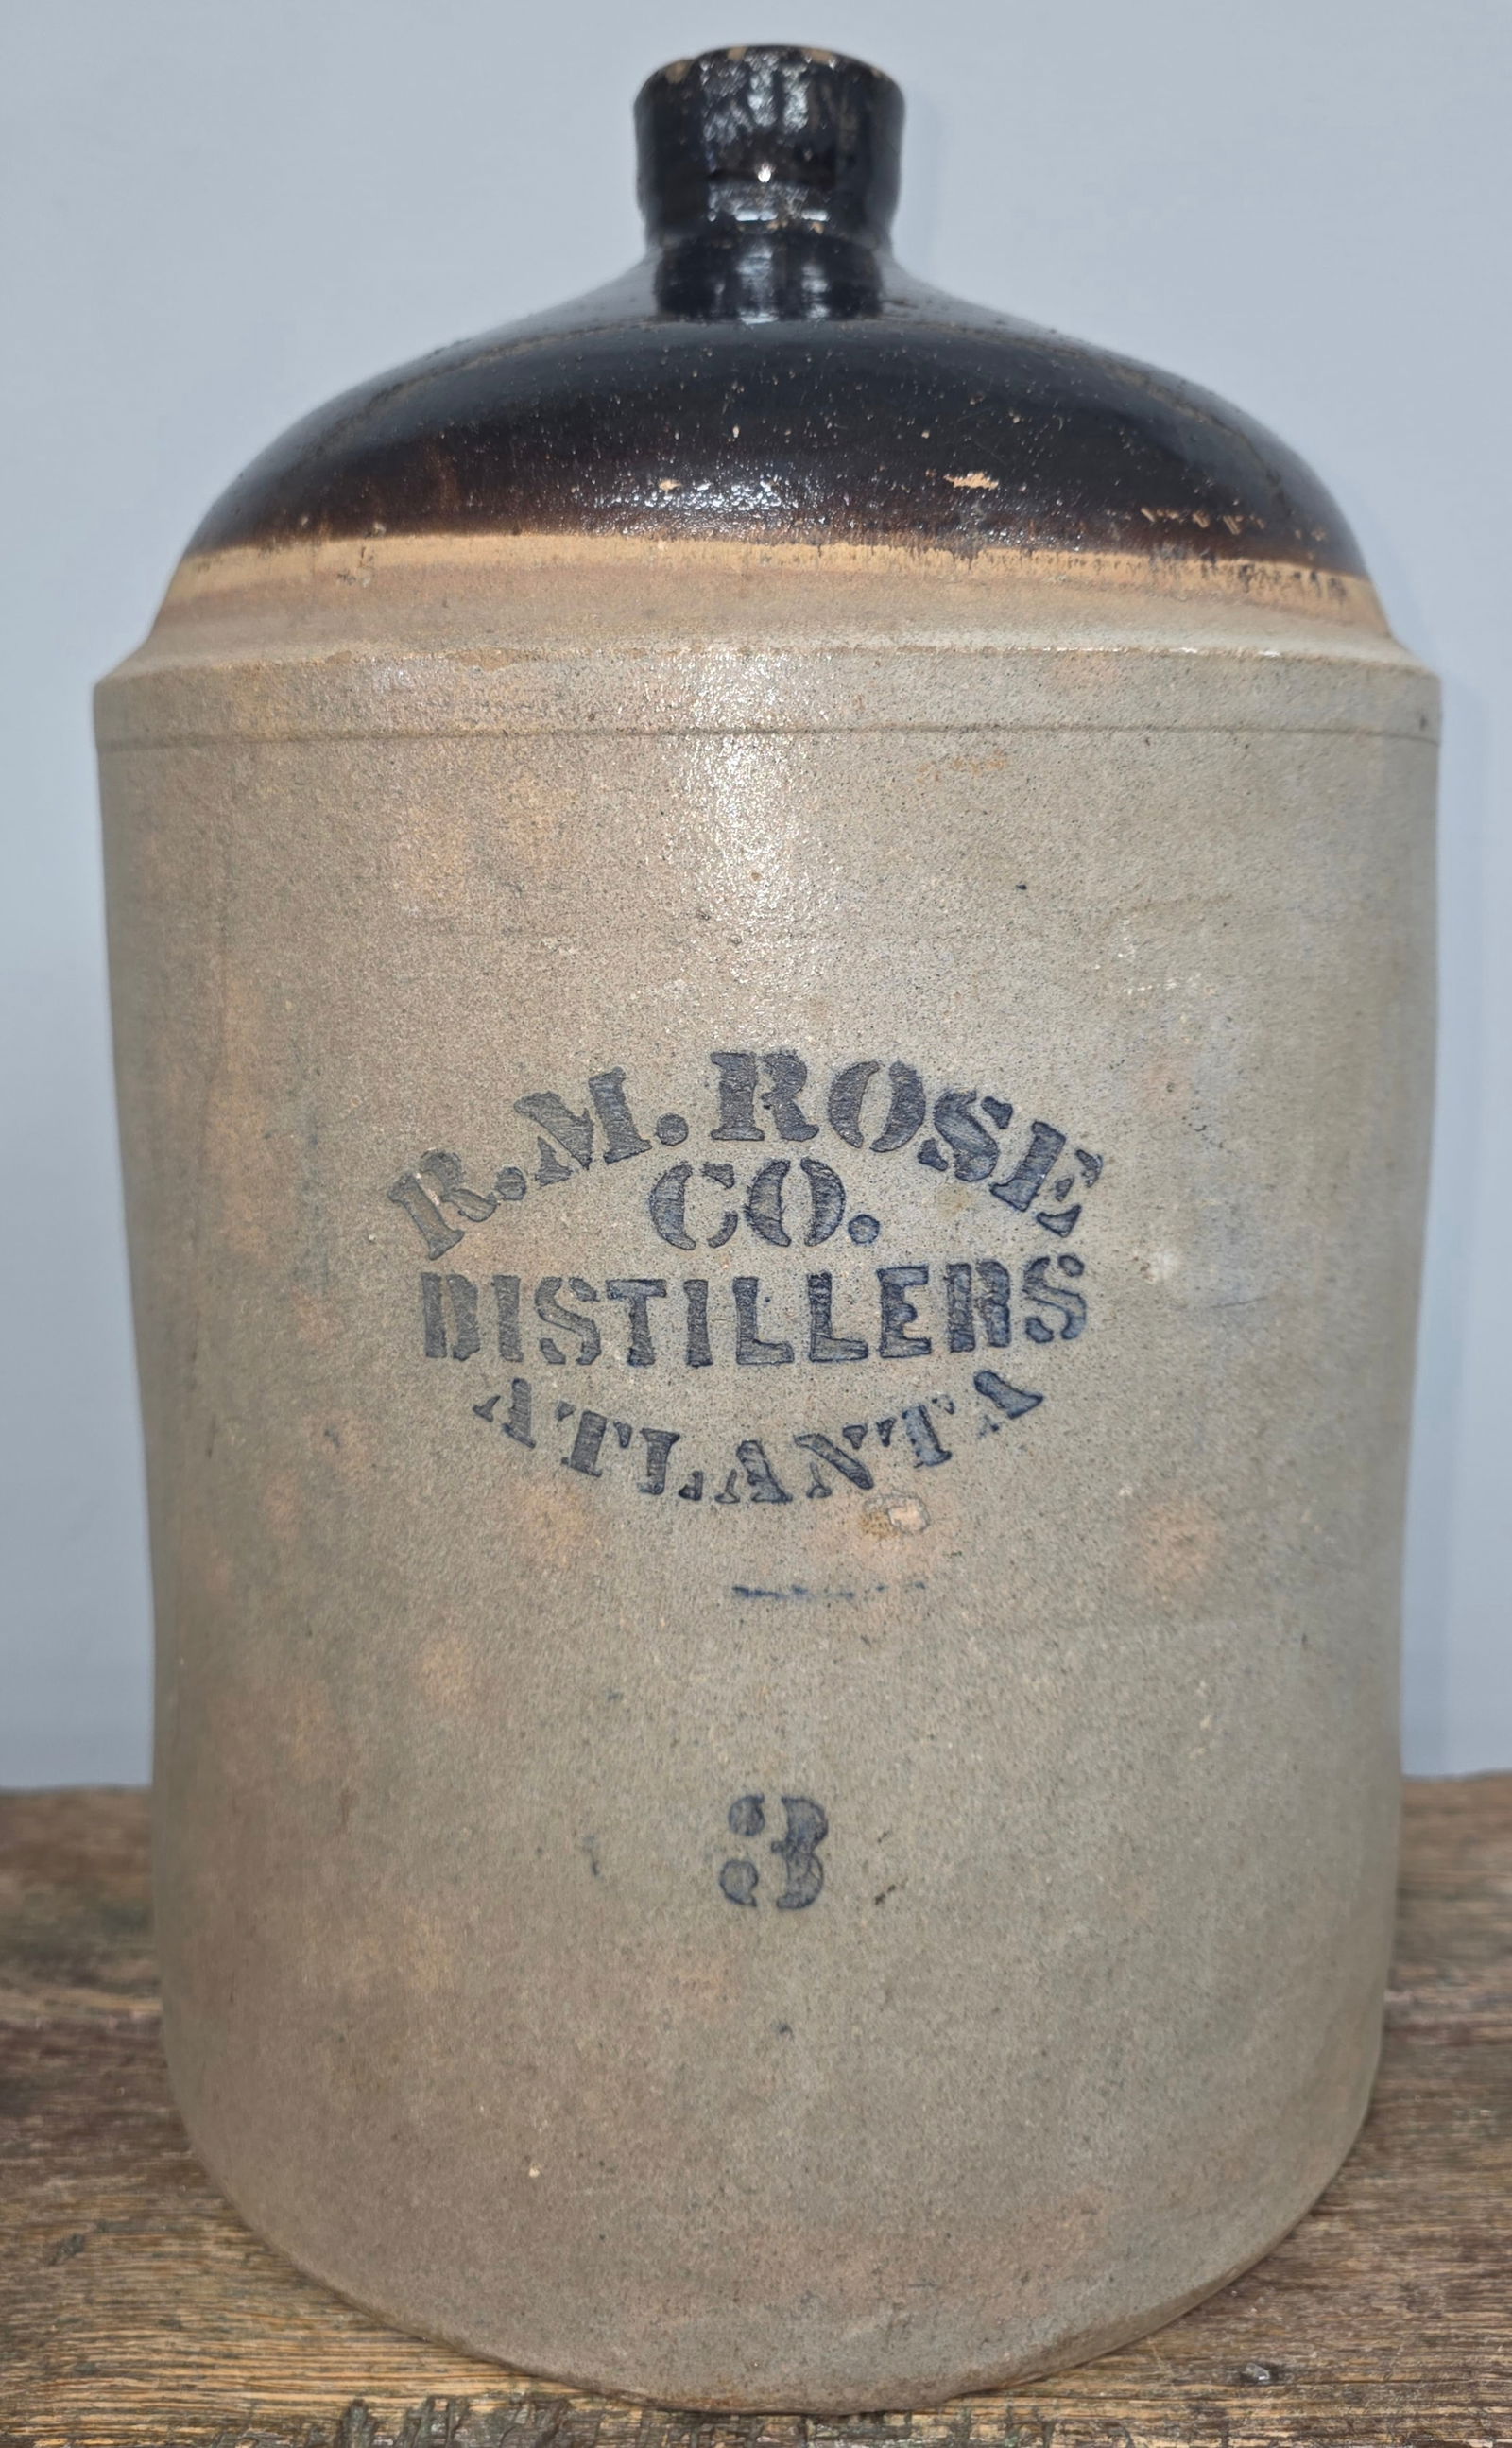 R.M. ROSE
CO.
DISTILLERS
ATLANTA
3